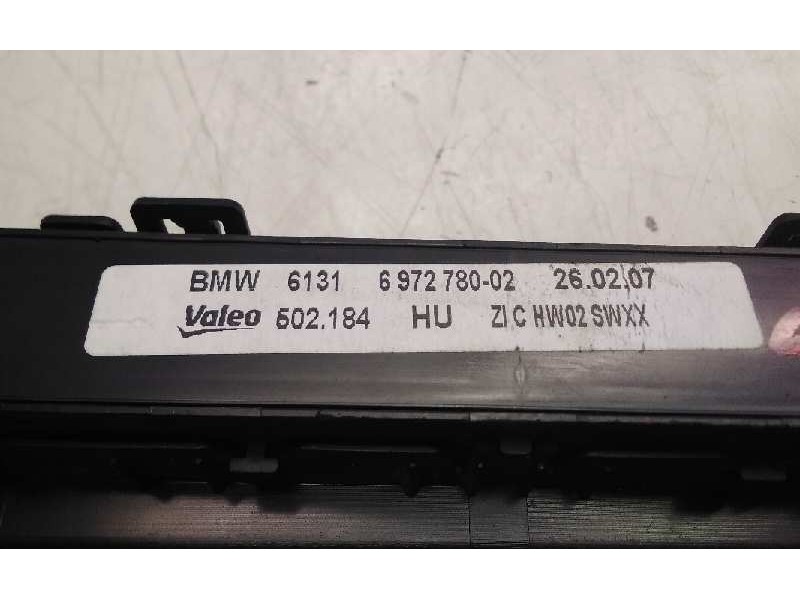 BMW 6131 6 972 780-02 26.02.07
Valeo 502.184 HU ZI C HW02 SWXX